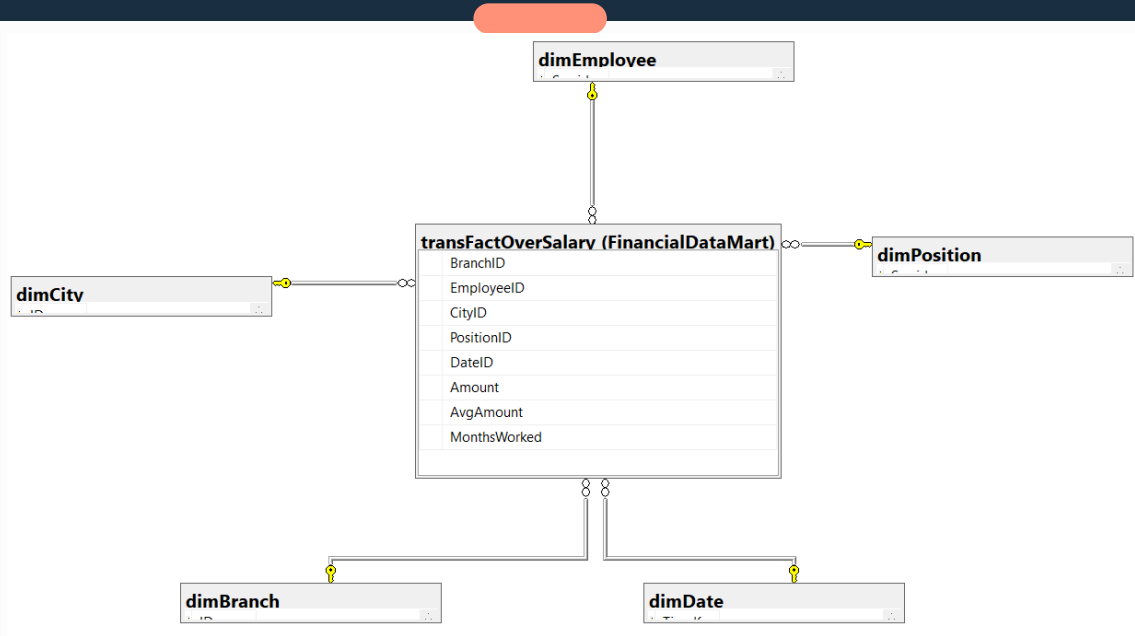 dimEmployee
transFactOverSalary (FinancialDataMart)
BranchID
EmployeeID
CityID
PositionID
DateID
Amount
AvgAmount
MonthsWorked
dimPosition
dimCity
dimBranch
dimDate